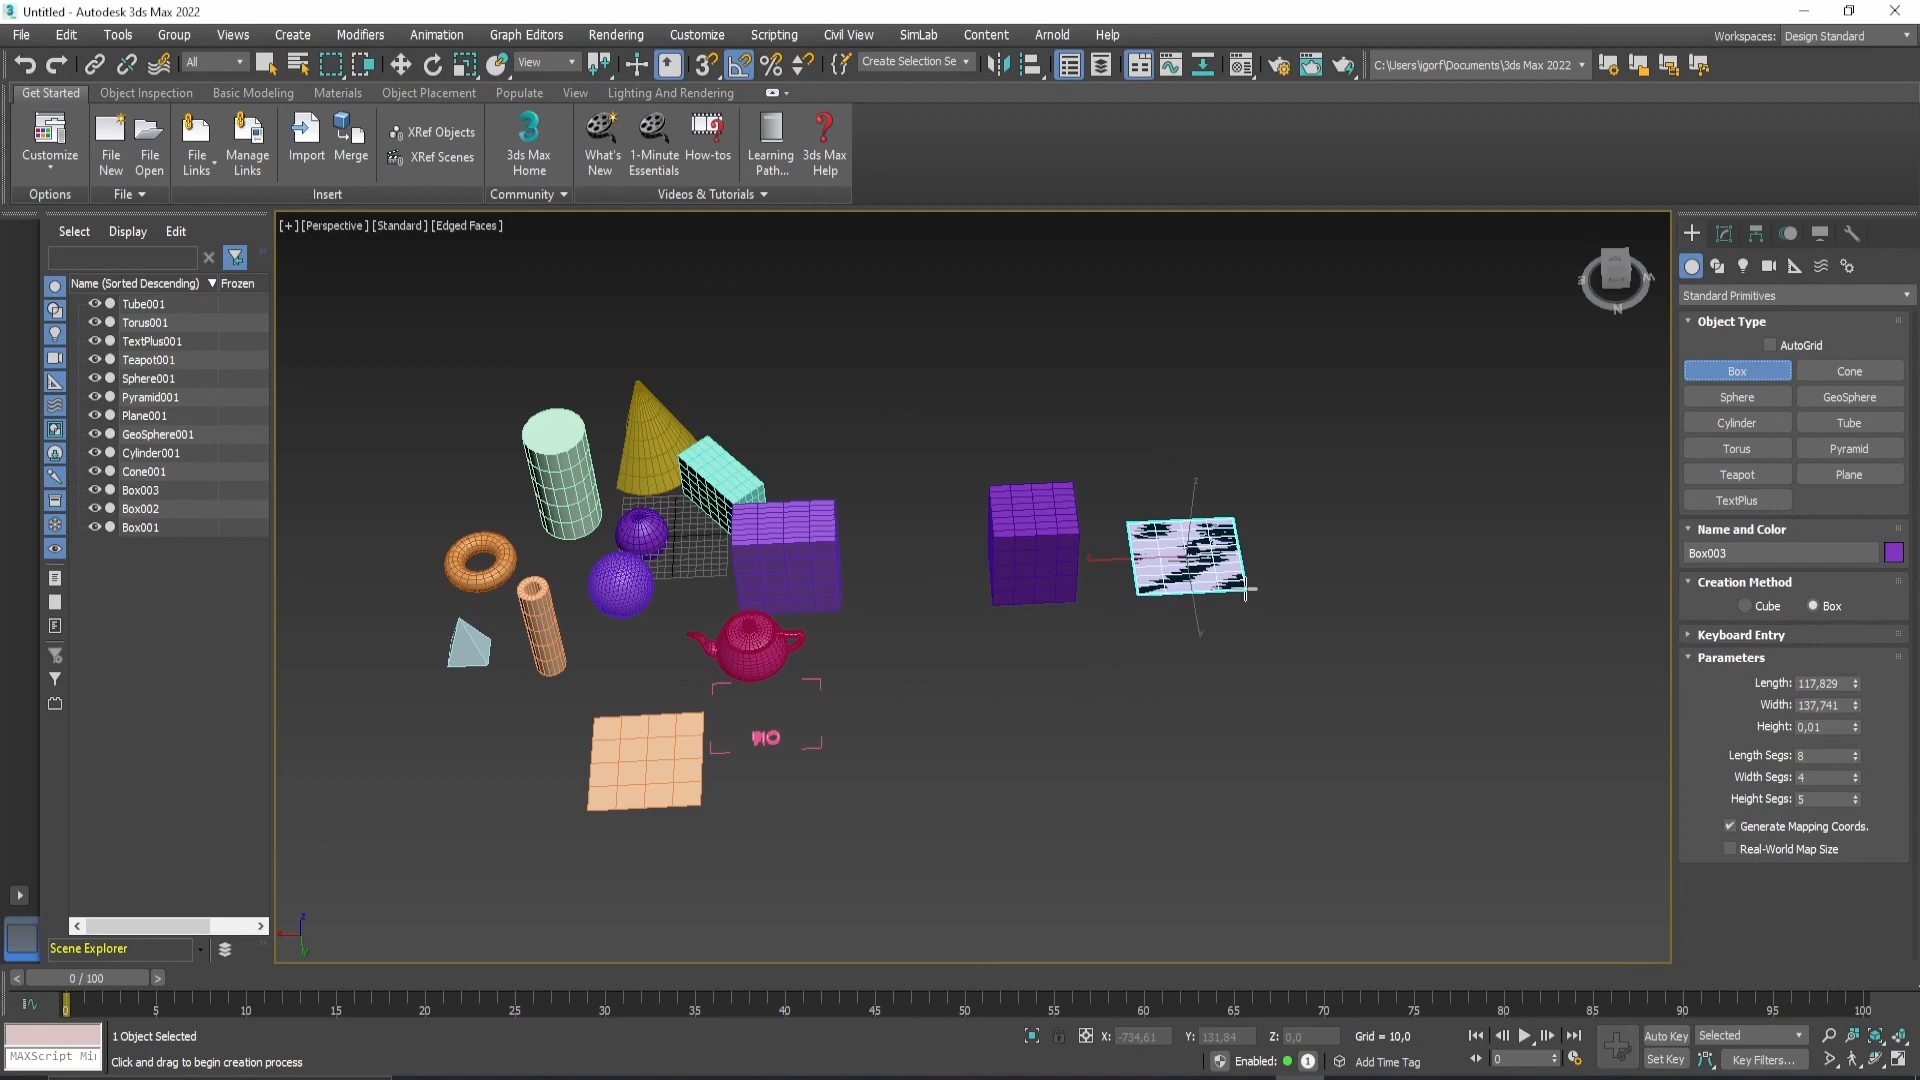 Untitled - Autodesk 3ds Max 2022
File Edit Tools Group Views Create Modifiers Animation Graph Editors Rendering Customize Scripting Civil View SimLab Content Arnold Help
Workspaces: Design Standard
All View Create Selection Se C:\Users\igorf\Documents\3ds Max 2022
Get Started Object Inspection Basic Modeling Materials Object Placement Populate View Lighting And Rendering
Customize File New File Open File Links Manage Links Import Merge XRef Objects XRef Scenes 3ds Max Home What's New 1-Minute Essentials How-tos Learning Path... 3ds Max Help
Options File Insert Community Videos & Tutorials
Select Display Edit
Name (Sorted Descending) Frozen
Tube001
Torus001
TextPlus001
Teapot001
Sphere001
Pyramid001
Plane001
GeoSphere001
Cylinder001
Cone001
Box003
Box002
Box001
Scene Explorer
[+] [Perspective] [Standard] [Edged Faces]
Standard Primitives
Object Type
AutoGrid
Box Cone
Sphere GeoSphere
Cylinder Tube
Torus Pyramid
Teapot Plane
TextPlus
Name and Color
Box003
Creation Method
Cube Box
Keyboard Entry
Parameters
Length: 117,829
Width: 137,741
Height: 0,01
Length Segs: 8
Width Segs: 4
Height Segs: 5
Generate Mapping Coords.
Real-World Map Size
0 / 100
0 5 10 15 20 25 30 35 40 45 50 55 60 65 70 75 80 85 90 95 100
1 Object Selected
X: -734,61 Y: 131,84 Z: 0,0 Grid = 10,0
Auto Key Selected
MAXScript Mi
Click and drag to begin creation process
Enabled: 1 Add Time Tag
0
Set Key Key Filters...